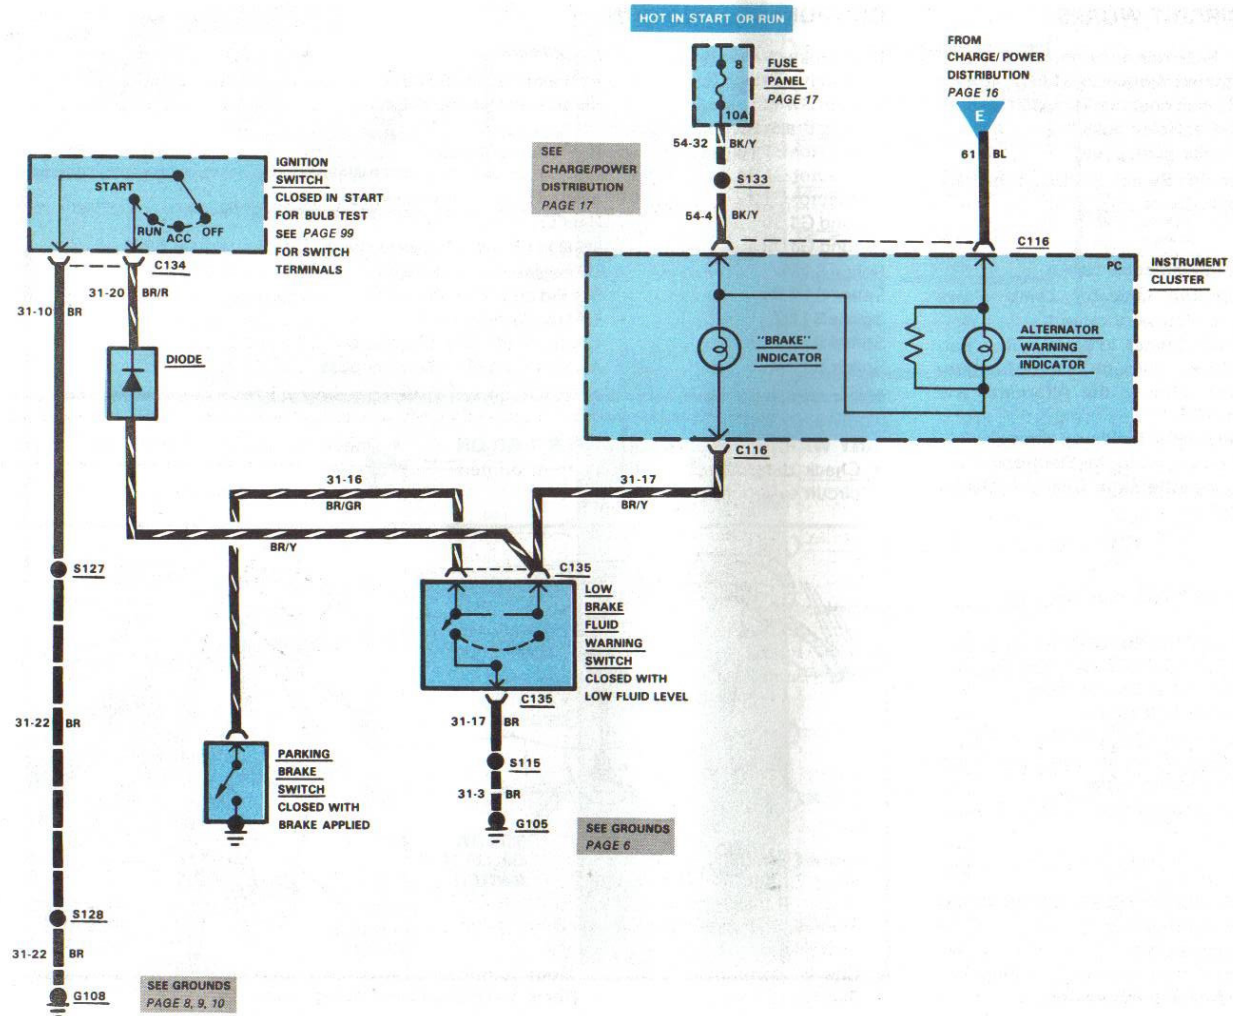 HOT IN START OR RUN
8
10A
FUSE
PANEL
PAGE 17
FROM
CHARGE/POWER
DISTRIBUTION
PAGE 16
E
54-32
BK/Y
61
BL
SEE
CHARGE/POWER
DISTRIBUTION
PAGE 17
S133
54-4
BK/Y
C116
START
RUN
ACC
OFF
IGNITION
SWITCH
CLOSED IN START
FOR BULB TEST
SEE PAGE 99
FOR SWITCH
TERMINALS
C134
31-20
BR/R
31-10
BR
PC
INSTRUMENT
CLUSTER
"BRAKE"
INDICATOR
ALTERNATOR
WARNING
INDICATOR
DIODE
C116
31-16
BR/GR
31-17
BR/Y
BR/Y
S127
C135
LOW
BRAKE
FLUID
WARNING
SWITCH
CLOSED WITH
LOW FLUID LEVEL
C135
31-17
BR
31-22
BR
PARKING
BRAKE
SWITCH
CLOSED WITH
BRAKE APPLIED
S115
31-3
BR
G105
SEE GROUNDS
PAGE 6
S128
31-22
BR
G108
SEE GROUNDS
PAGE 8, 9, 10